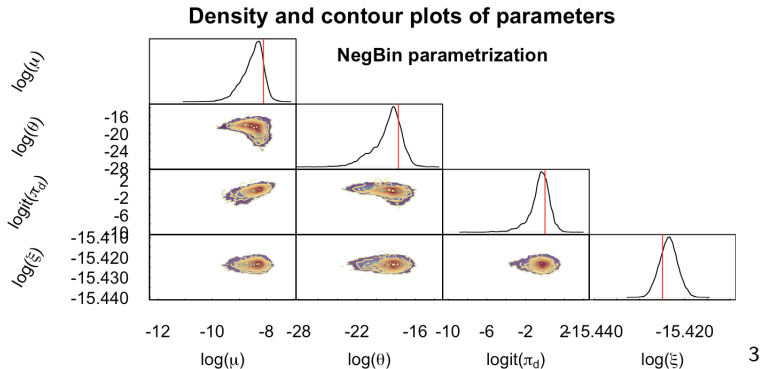 Density and contour plots of parameters
NegBin parametrization
log(μ)
log(θ)
-16
-20
-24
-28
logit(πd)
2
-2
-6
-10
log(ξ)
-15.410
-15.420
-15.430
-15.440
-12 -10 -8 -28 -22 -16 -10 -6 -2 2 -15.440 -15.420
log(μ) log(θ) logit(πd) log(ξ)
3